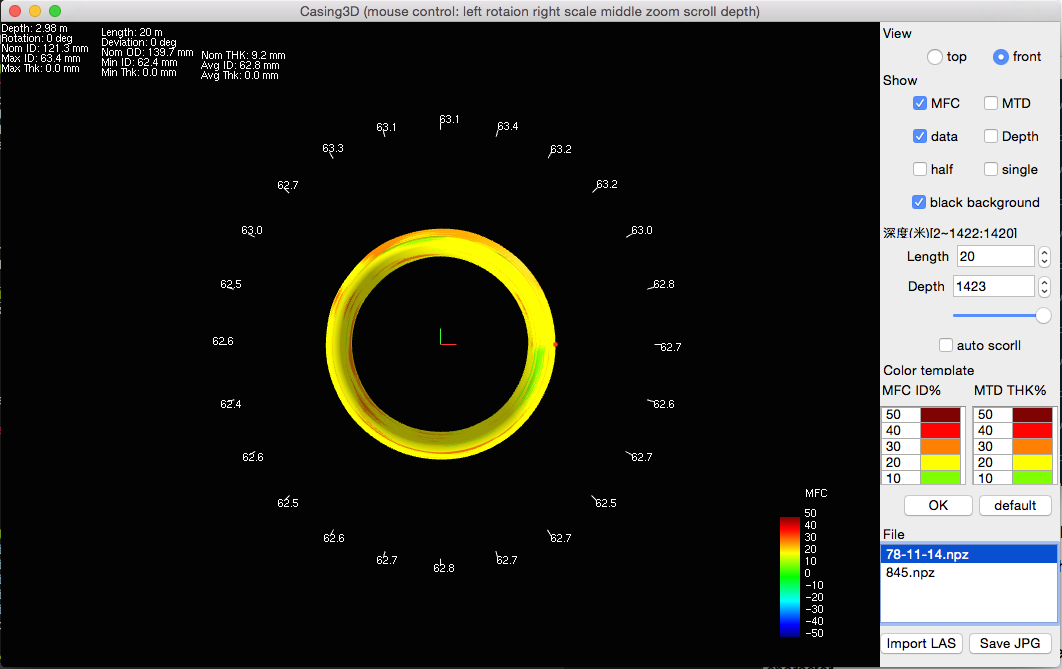 Casing3D (mouse control: left rotaion right scale middle zoom scroll depth)
Depth: 2.98 m
Rotation: 0 deg
Nom ID: 121.3 mm
Max ID: 63.4 mm
Max Thk: 0.0 mm
Length: 20 m
Deviation: 0 deg
Nom OD: 139.7 mm
Min ID: 62.4 mm
Min Thk: 0.0 mm
Nom THK: 9.2 mm
Avg ID: 62.8 mm
Avg Thk: 0.0 mm
63.1
63.1
63.4
63.3
63.2
62.7
63.2
63.0
63.0
62.5
62.8
62.6
62.7
62.4
62.6
62.6
62.7
62.5
62.5
62.6
62.7
62.7
62.8
62.7
MFC
50
40
30
20
10
0
-10
-20
-30
-40
-50
View
top
front
Show
MFC
MTD
data
Depth
half
single
black background
深度(米)[2~1422:1420]
Length
20
Depth
1423
auto scorll
Color template
MFC ID%
MTD THK%
50
50
40
40
30
30
20
20
10
10
OK
default
File
78-11-14.npz
845.npz
Import LAS
Save JPG